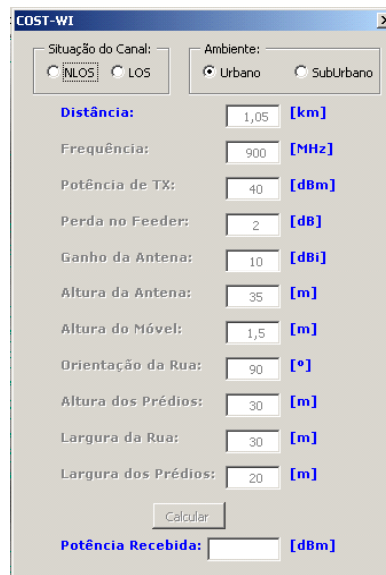 COST-WI
Situação do Canal:
NLOS LOS
Ambiente:
Urbano SubUrbano
Distância: 1,05 [km]
Frequência: 900 [MHz]
Potência de TX: 40 [dBm]
Perda no Feeder: 2 [dB]
Ganho da Antena: 10 [dBi]
Altura da Antena: 35 [m]
Altura do Móvel: 1,5 [m]
Orientação da Rua: 90 [º]
Altura dos Prédios: 30 [m]
Largura da Rua: 30 [m]
Largura dos Prédios: 20 [m]
Calcular
Potência Recebida: [dBm]